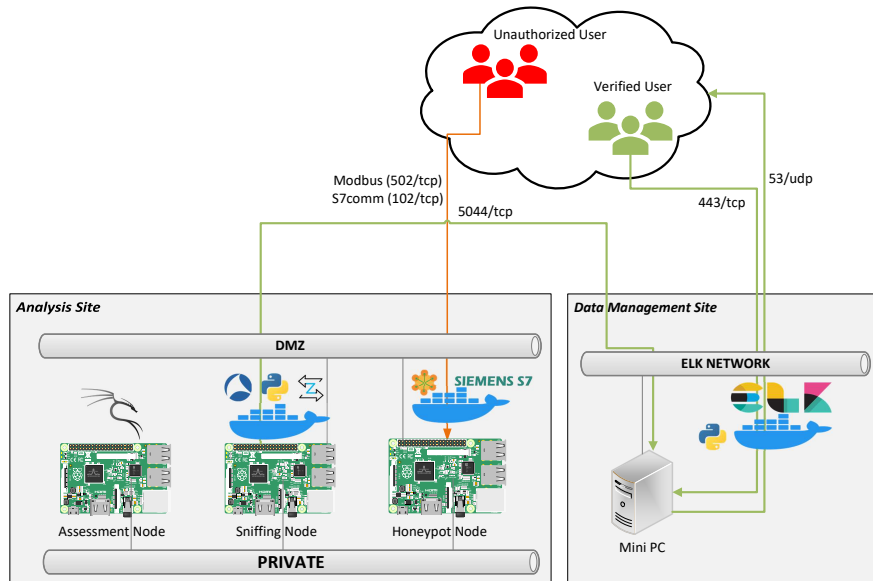 Unauthorized User
Verified User
Modbus (502/tcp)
S7comm (102/tcp)
5044/tcp
443/tcp
53/udp
Analysis Site
Data Management Site
DMZ
ELK NETWORK
SIEMENS S7
Assessment Node
Sniffing Node
Honeypot Node
Mini PC
PRIVATE